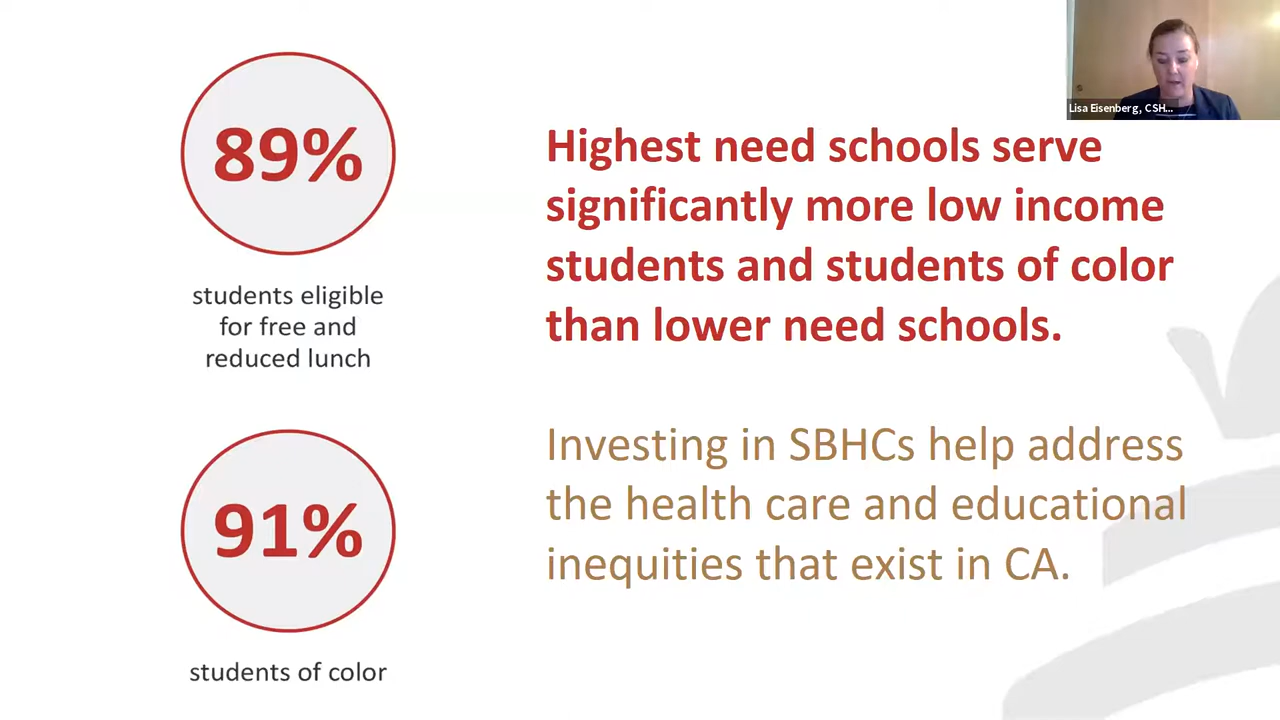 89%
students eligible
for free and
reduced lunch
91%
students of color
Lisa Eisenberg, CSH...
Highest need schools serve
significantly more low income
students and students of color
than lower need schools.
Investing in SBHCs help address
the health care and educational
inequities that exist in CA.